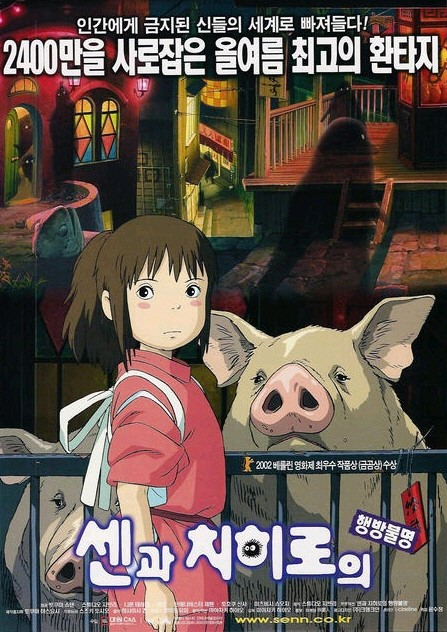 인간에게 금지된 신들의 세계로 빠져들다!
2400만을 사로잡은 올여름 최고의 환타지
2002 베를린 영화제 최우수 작품상(금곰상) 수상
센과 치히로의
행방불명
www.senn.co.kr